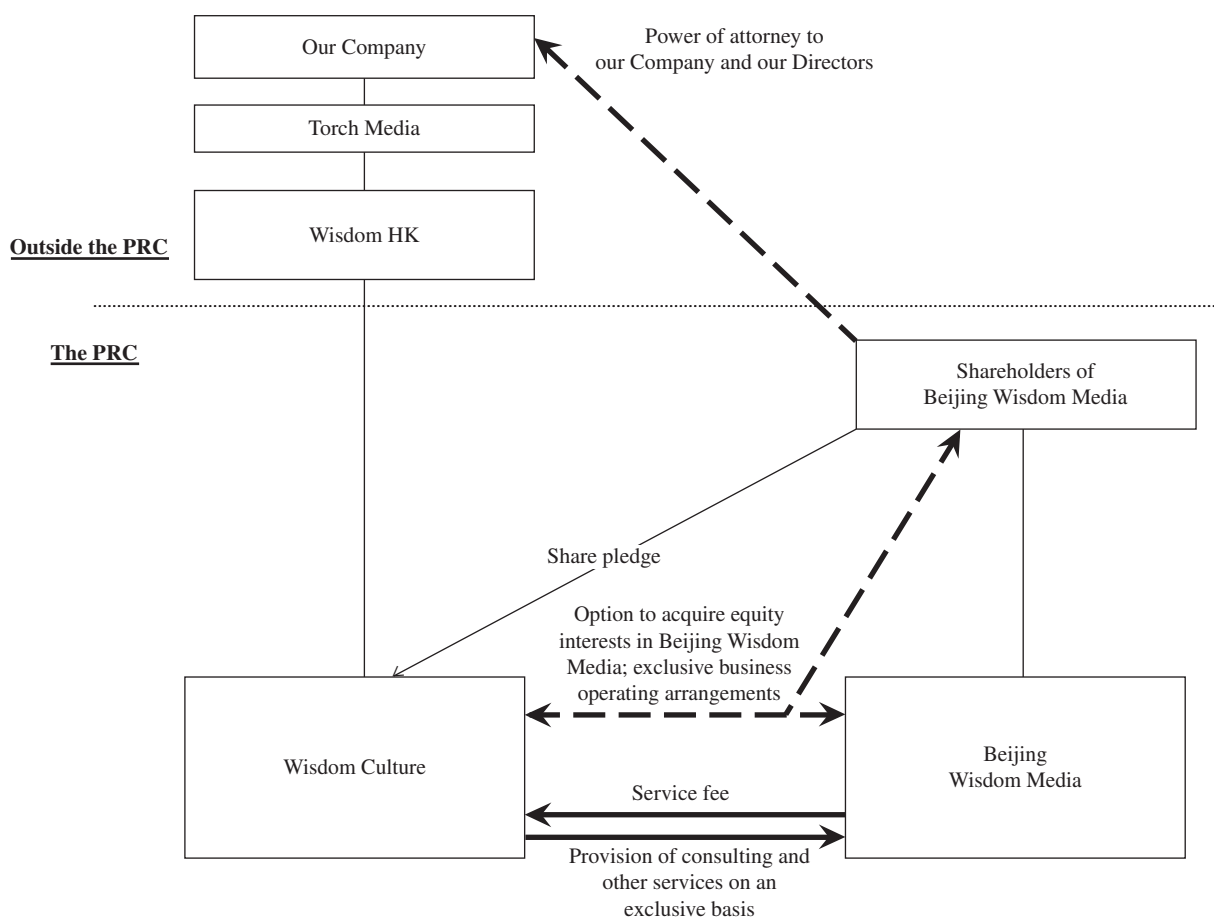 Our Company
Power of attorney to
our Company and our Directors
Torch Media
Wisdom HK
Outside the PRC
The PRC
Shareholders of
Beijing Wisdom Media
Share pledge
Option to acquire equity
interests in Beijing Wisdom
Media; exclusive business
operating arrangements
Wisdom Culture
Beijing
Wisdom Media
Service fee
Provision of consulting and
other services on an
exclusive basis